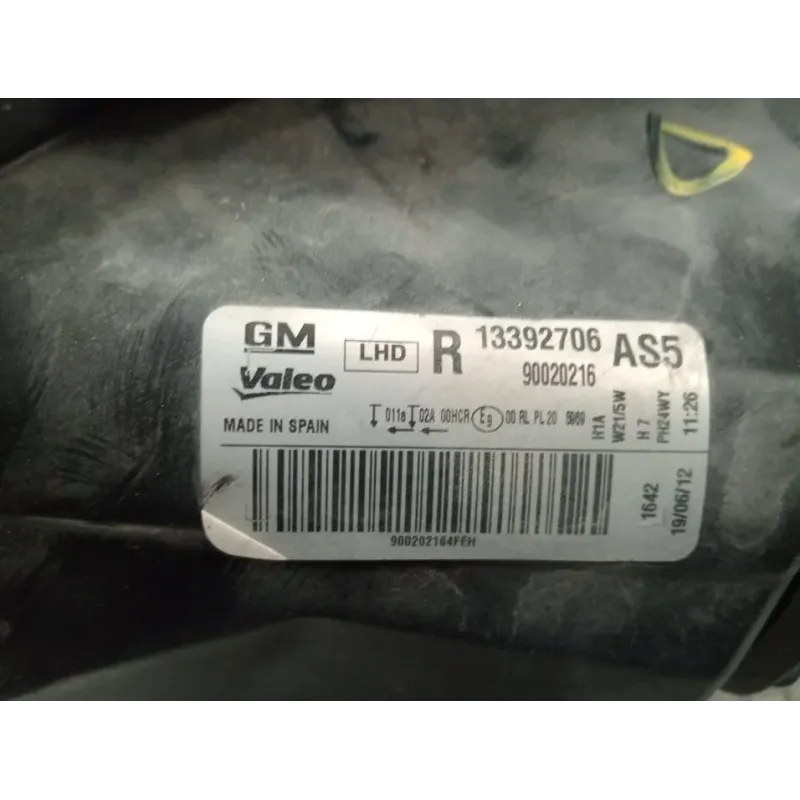 GM
Valeo
MADE IN SPAIN
LHD
R
13392706
90020216
AS5
011a 02A 00HCR E9 00 RL PL 20 5989
H1A
W21/5W
H7
PH24WY
11:26
1642
19/06/12
900202164FEH